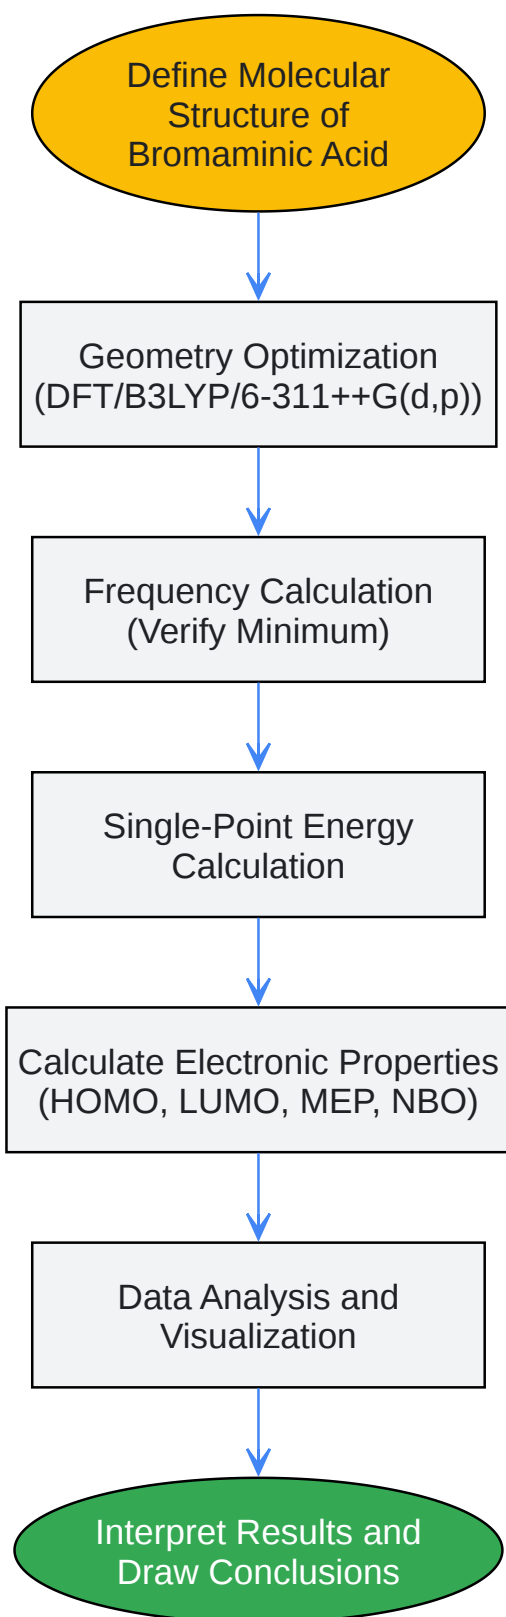 Define Molecular
Structure of
Bromaminic Acid
Geometry Optimization
(DFT/B3LYP/6-311++G(d,p))
Frequency Calculation
(Verify Minimum)
Single-Point Energy
Calculation
Calculate Electronic Properties
(HOMO, LUMO, MEP, NBO)
Data Analysis and
Visualization
Interpret Results and
Draw Conclusions